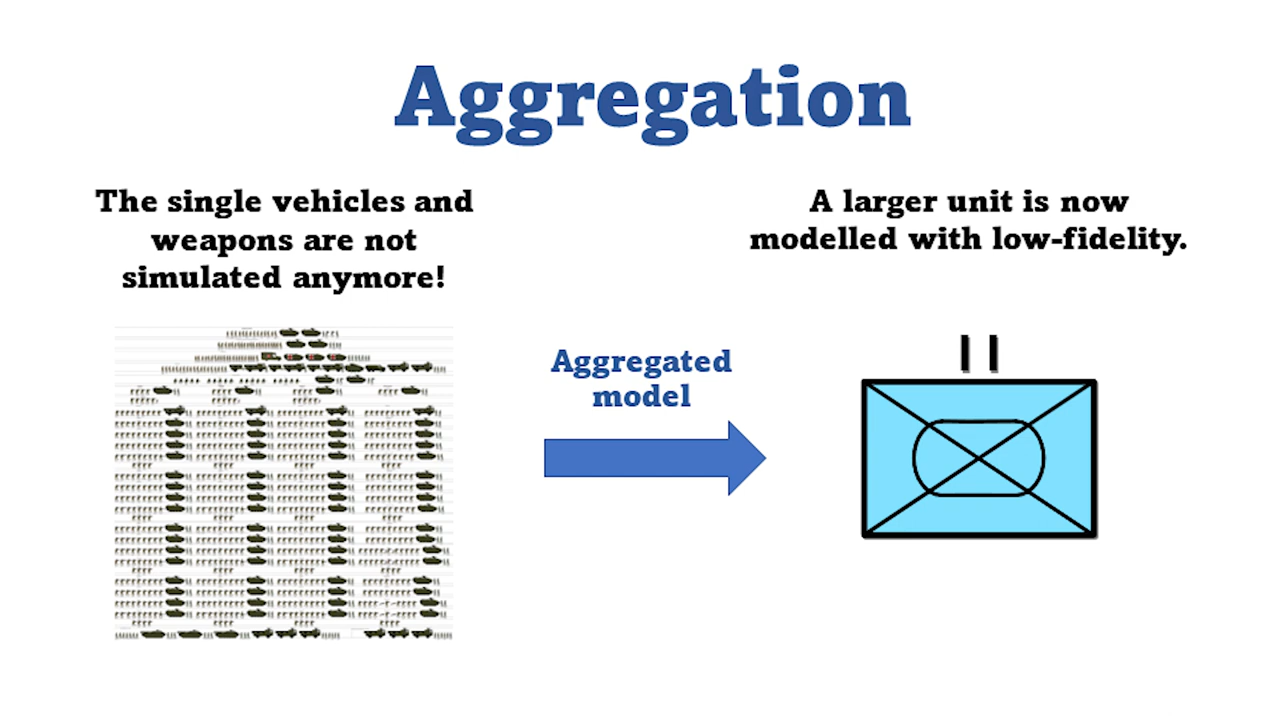 Aggregation
The single vehicles and
weapons are not
simulated anymore!
A larger unit is now
modelled with low-fidelity.
Aggregated
model